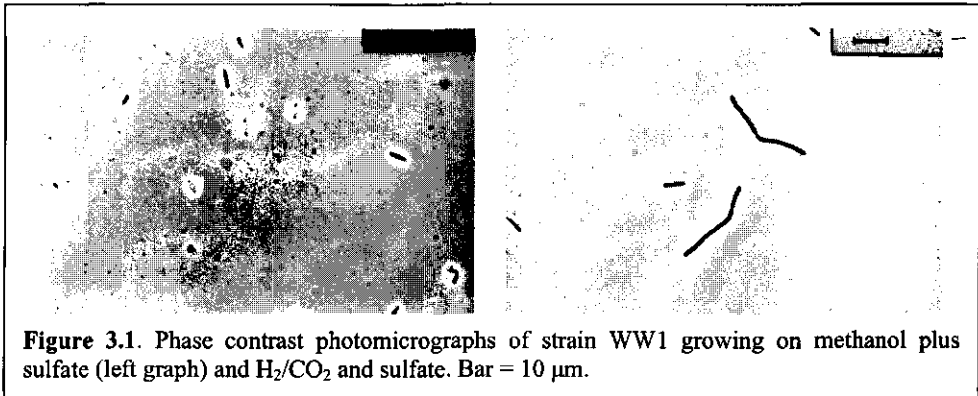 Figure 3.1. Phase contrast photomicrographs of strain WW1 growing on methanol plus
sulfate (left graph) and H₂/CO₂ and sulfate. Bar = 10 μm.